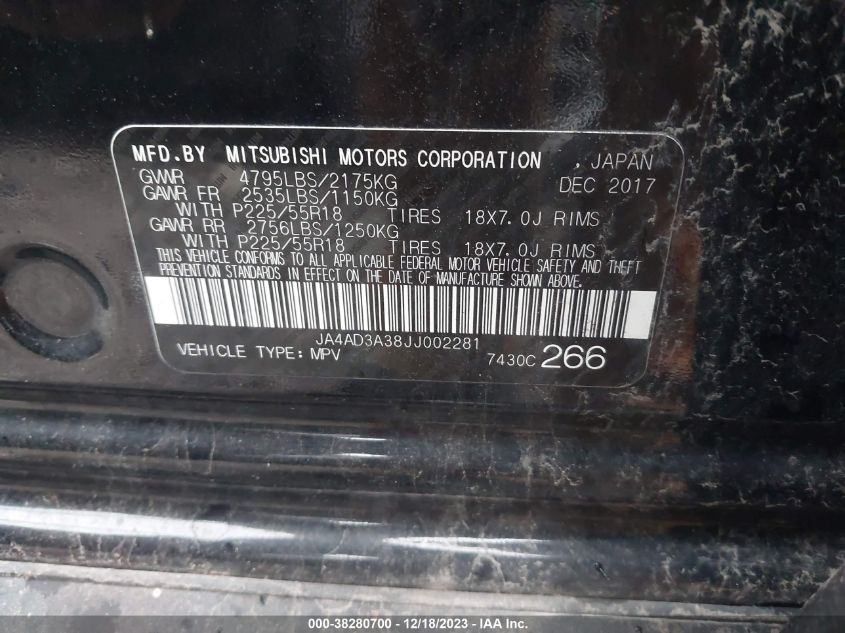 MFD.BY MITSUBISHI MOTORS CORPORATION , JAPAN
GVWR 4795LBS/2175KG DEC 2017
GAWR FR 2535LBS/1150KG
WITH P225/55R18 TIRES 18X7.0J RIMS
GAWR RR 2756LBS/1250KG
WITH P225/55R18 TIRES 18X7.0J RIMS
THIS VEHICLE CONFORMS TO ALL APPLICABLE FEDERAL MOTOR VEHICLE SAFETY AND THEFT
PREVENTION STANDARDS IN EFFECT ON THE DATE OF MANUFACTURE SHOWN ABOVE.
JA4AD3A38JJ002281
VEHICLE TYPE: MPV 7430C 266
000-38280700 - 12/18/2023 - IAA Inc.